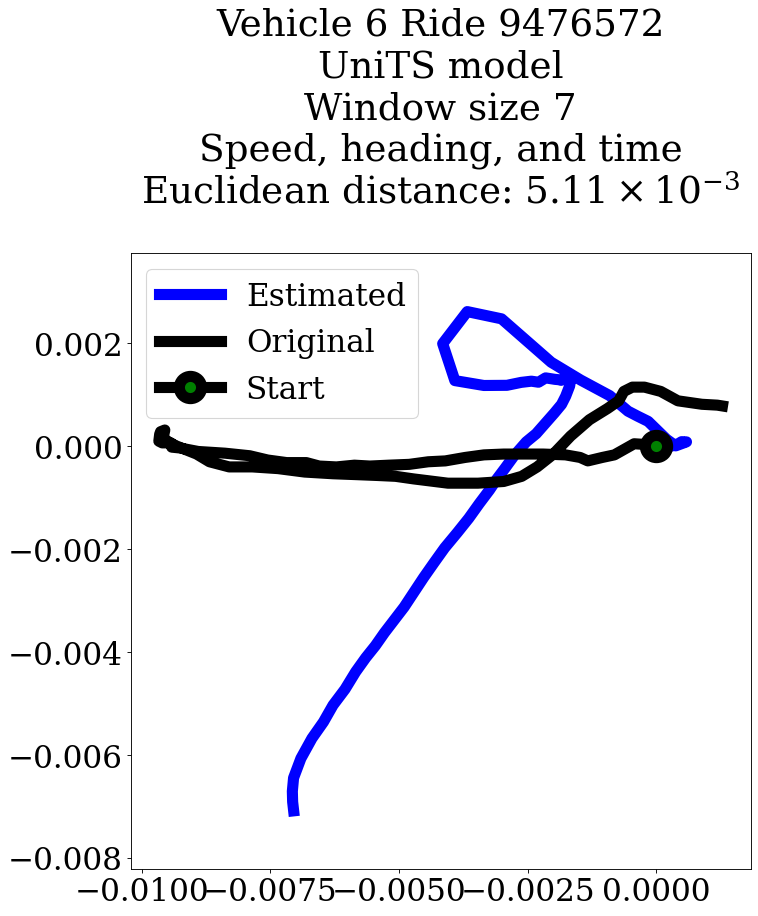 Vehicle 6 Ride 9476572
UniTS model
Window size 7
Speed, heading, and time
Euclidean distance: 5.11 × 10⁻³
Estimated
Original
Start
0.002
0.000
−0.002
−0.004
−0.006
−0.008
−0.0100 −0.0075 −0.0050 −0.0025 0.0000